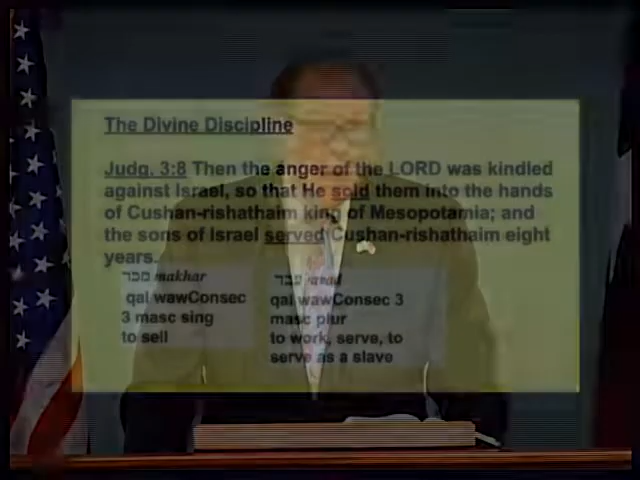 The Divine Discipline
Judg. 3:8 Then the anger of the LORD was kindled
against Israel, so that He sold them into the hands
of Cushan-rishathaim king of Mesopotamia; and
the sons of Israel served Cushan-rishathaim eight
years.
מכר makhar
qal wawConsec
3 masc sing
to sell
qal wawConsec 3
masc plur
to work, serve, to
serve as a slave